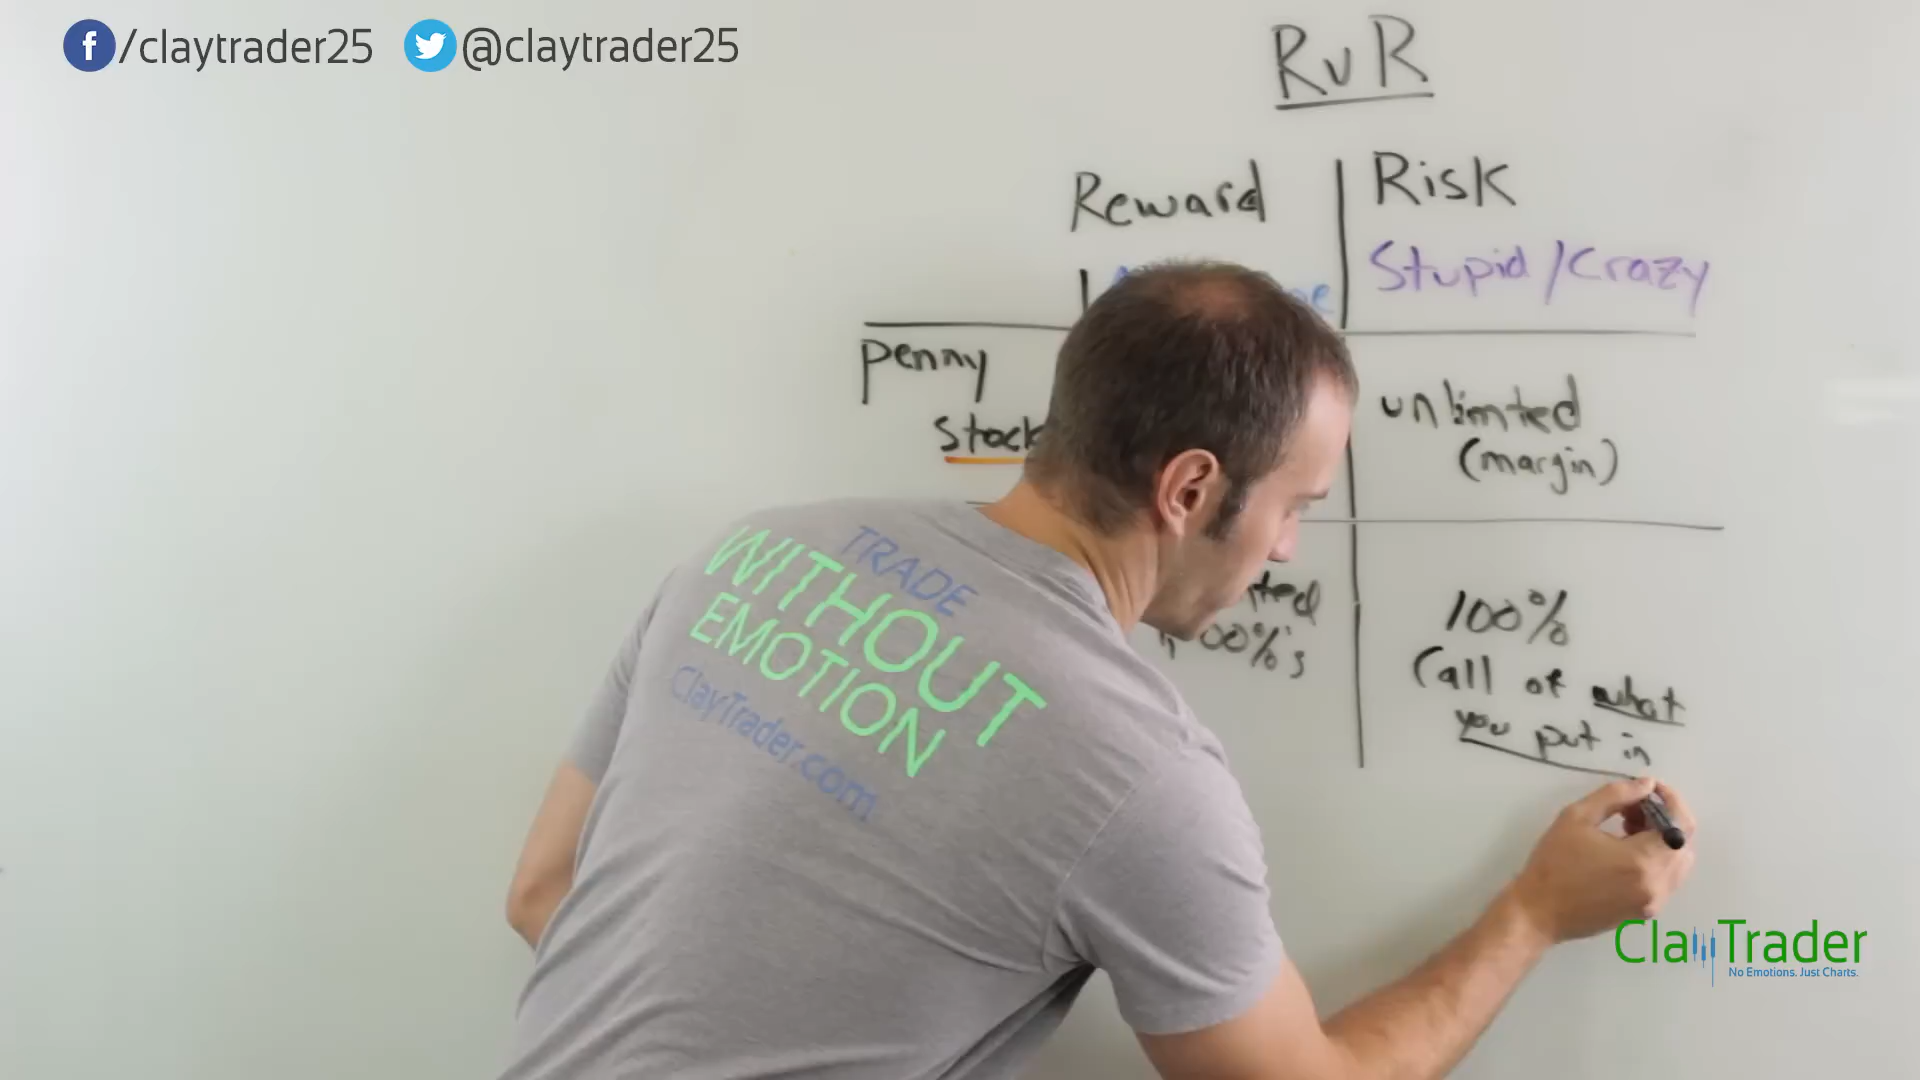 /claytrader25 @claytrader25
RvR
Reward Risk
Stupid/Crazy
penny
stock
unlimted
(margin)
100%
(all of what
you put in
TRADE
WITHOUT
EMOTION
ClayTrader.com
ClayTrader
No Emotions. Just Charts.